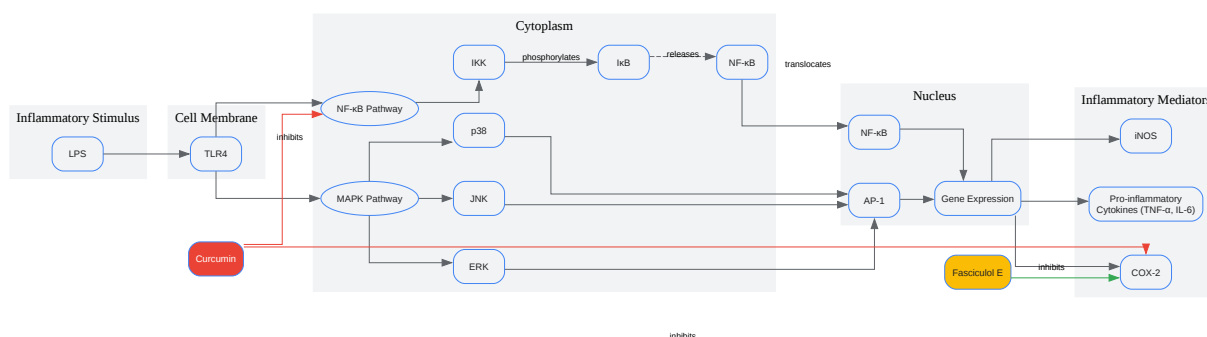 Cytoplasm
IKK
phosphorylates
IκB
releases
NF-κB
translocates
Inflammatory Stimulus
Cell Membrane
NF-κB Pathway
Nucleus
Inflammatory Mediators
LPS
TLR4
inhibits
p38
NF-κB
iNOS
MAPK Pathway
JNK
AP-1
Gene Expression
Pro-inflammatory
Cytokines (TNF-α, IL-6)
Curcumin
ERK
Fasciculol E
inhibits
COX-2
inhibits